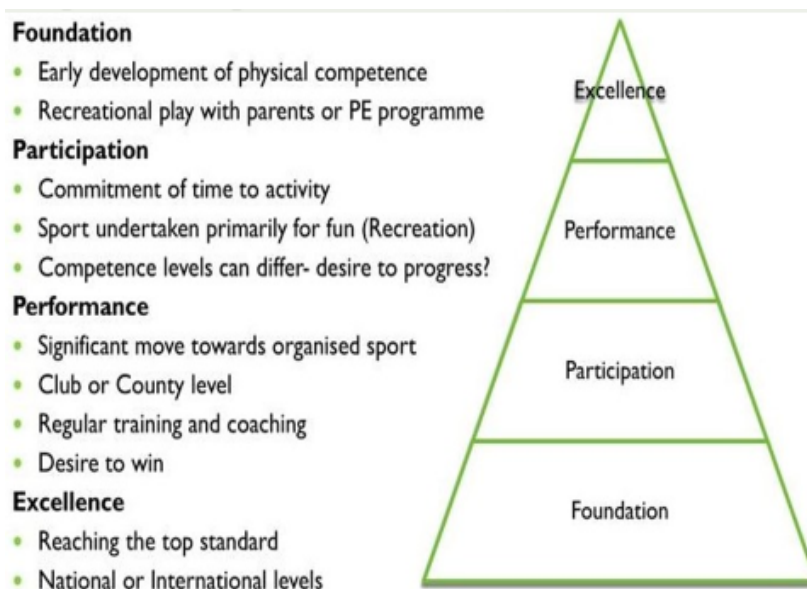 Foundation
• Early development of physical competence
• Recreational play with parents or PE programme
Participation
• Commitment of time to activity
• Sport undertaken primarily for fun (Recreation)
• Competence levels can differ- desire to progress?
Performance
• Significant move towards organised sport
• Club or County level
• Regular training and coaching
• Desire to win
Excellence
• Reaching the top standard
• National or International levels
Excellence
Performance
Participation
Foundation